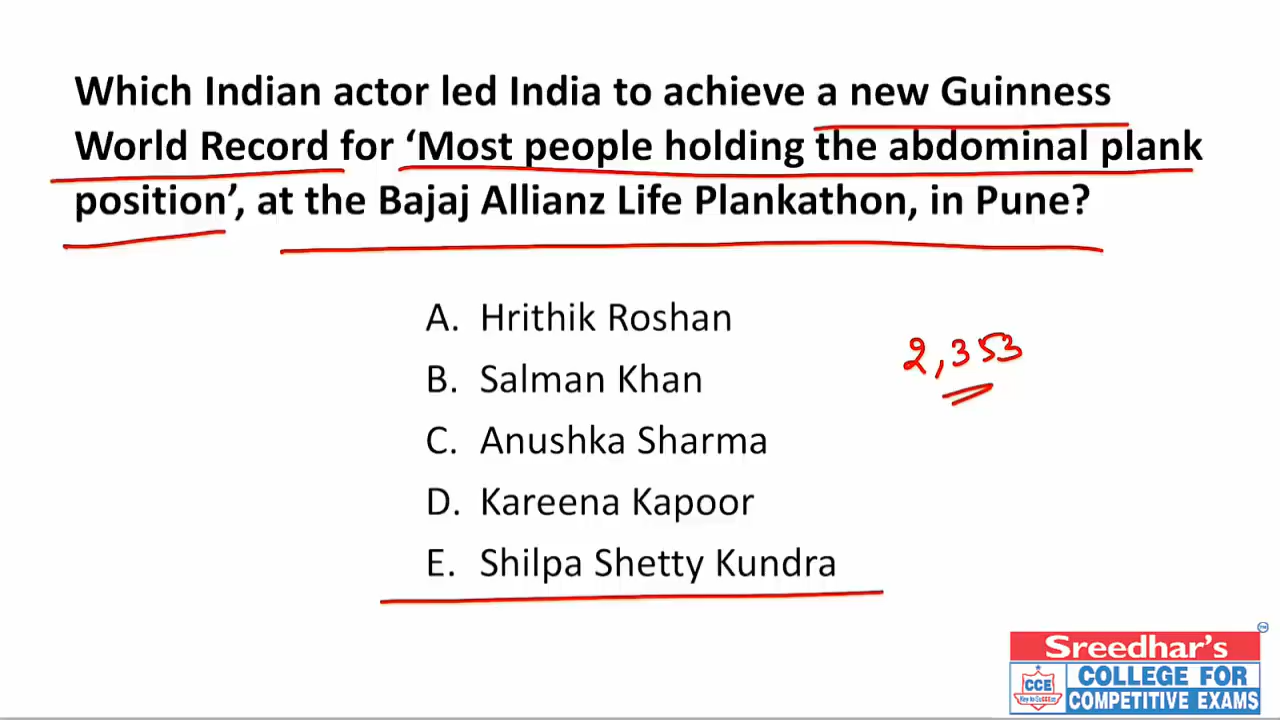 Which Indian actor led India to achieve a new Guinness
World Record for ‘Most people holding the abdominal plank
position’, at the Bajaj Allianz Life Plankathon, in Pune?
A. Hrithik Roshan
2,353
B. Salman Khan
C. Anushka Sharma
D. Kareena Kapoor
E. Shilpa Shetty Kundra
Sreedhar's
CCE
COLLEGE FOR
COMPETITIVE EXAMS